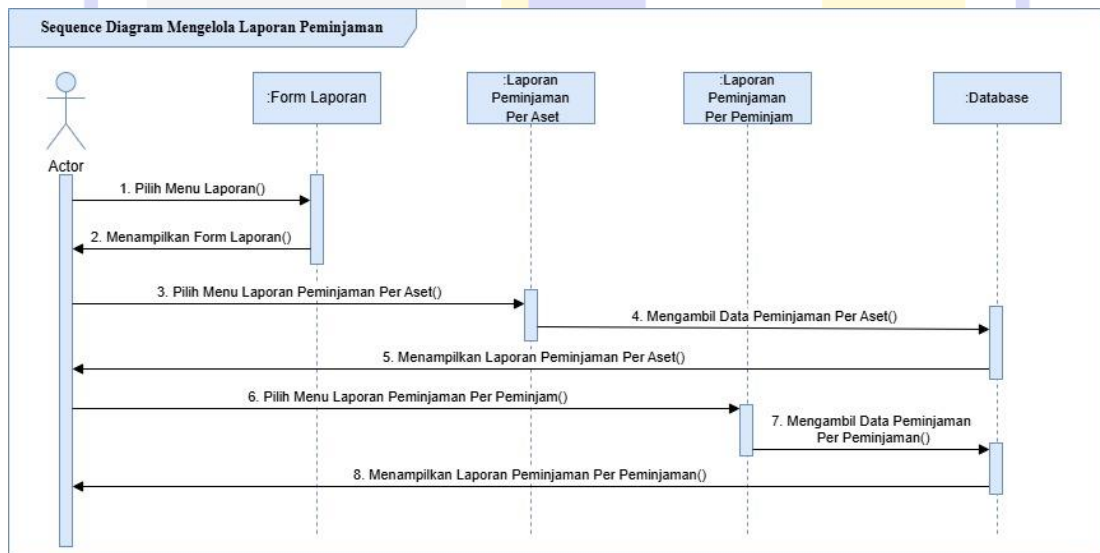 Sequence Diagram Mengelola Laporan Peminjaman
:Form Laporan
:Laporan
Peminjaman
Per Aset
:Laporan
Peminjaman
Per Peminjam
:Database
Actor
1. Pilih Menu Laporan()
2. Menampilkan Form Laporan()
3. Pilih Menu Laporan Peminjaman Per Aset()
4. Mengambil Data Peminjaman Per Aset()
5. Menampilkan Laporan Peminjaman Per Aset()
6. Pilih Menu Laporan Peminjaman Per Peminjam()
7. Mengambil Data Peminjaman
Per Peminjaman()
8. Menampilkan Laporan Peminjaman Per Peminjaman()